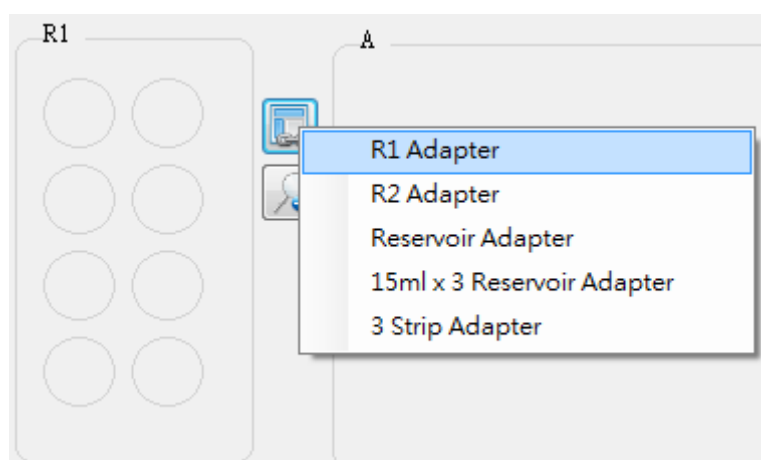 R1
A
R1 Adapter
R2 Adapter
Reservoir Adapter
15ml x 3 Reservoir Adapter
3 Strip Adapter